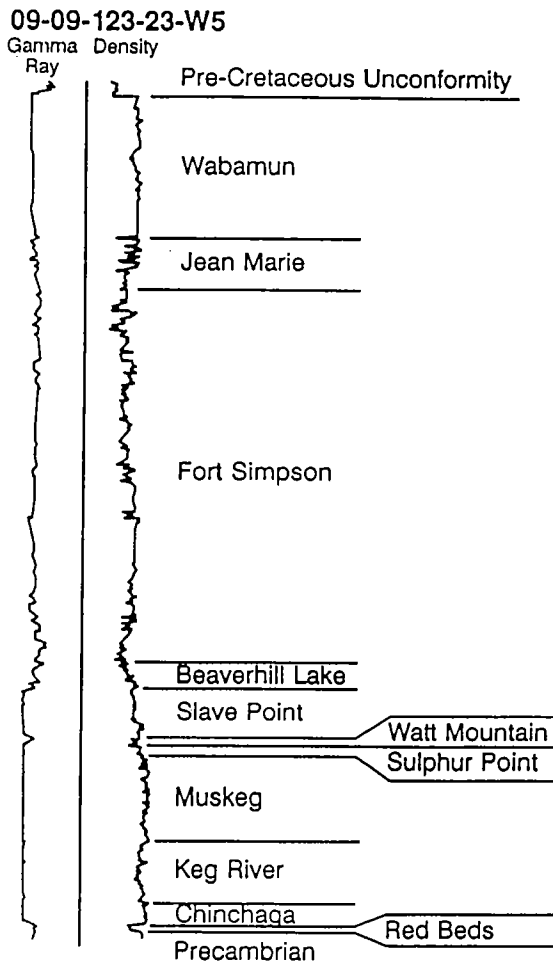 09-09-123-23-W5
Gamma Density
Ray
Pre-Cretaceous Unconformity
Wabamun
Jean Marie
Fort Simpson
Beaverhill Lake
Slave Point
Watt Mountain
Sulphur Point
Muskeg
Keg River
Chinchaga
Red Beds
Precambrian